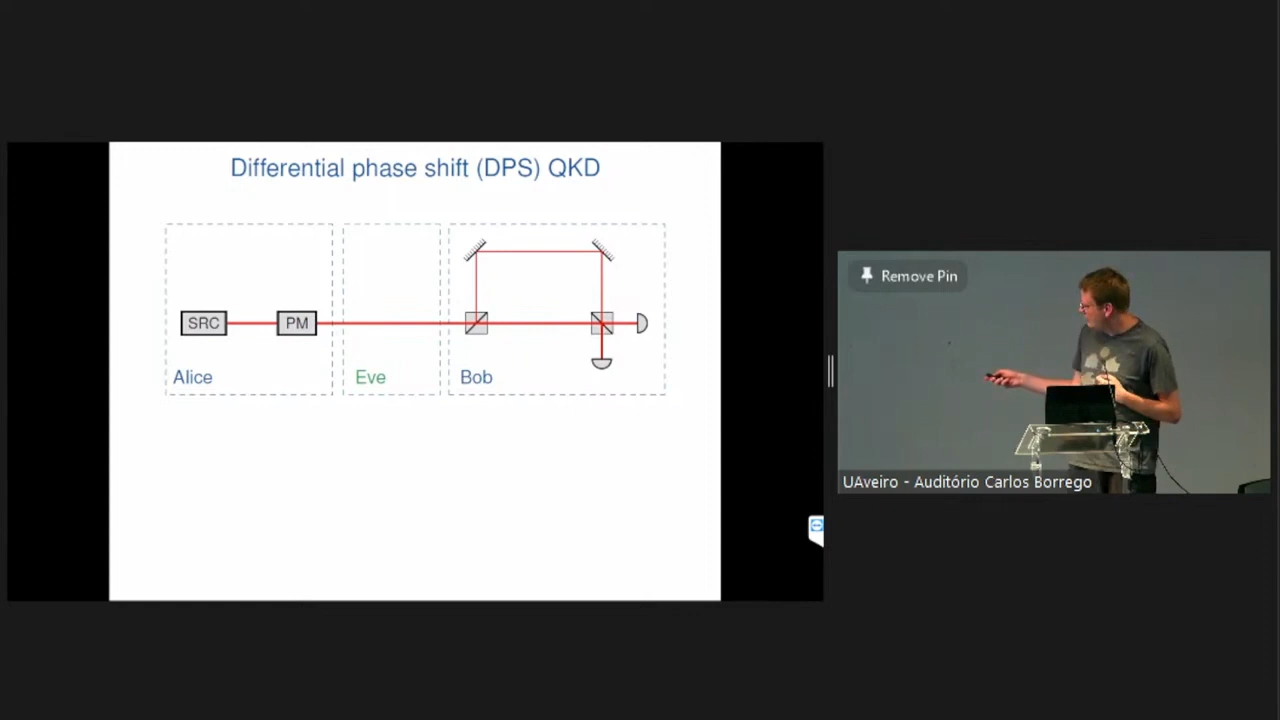 Differential phase shift (DPS) QKD
SRC
PM
Alice
Eve
Bob
Remove Pin
UAveiro - Auditório Carlos Borrego